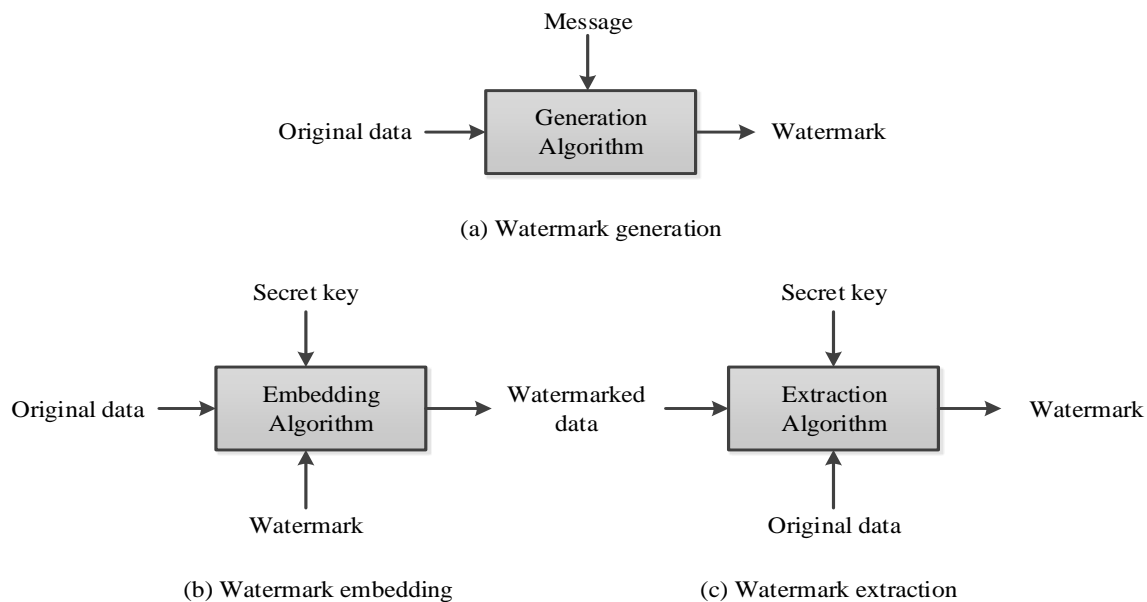 Message
Original data
Generation
Algorithm
Watermark
(a) Watermark generation
Secret key
Original data
Embedding
Algorithm
Watermark
Watermarked
data
(b) Watermark embedding
Secret key
Extraction
Algorithm
Watermark
Original data
(c) Watermark extraction